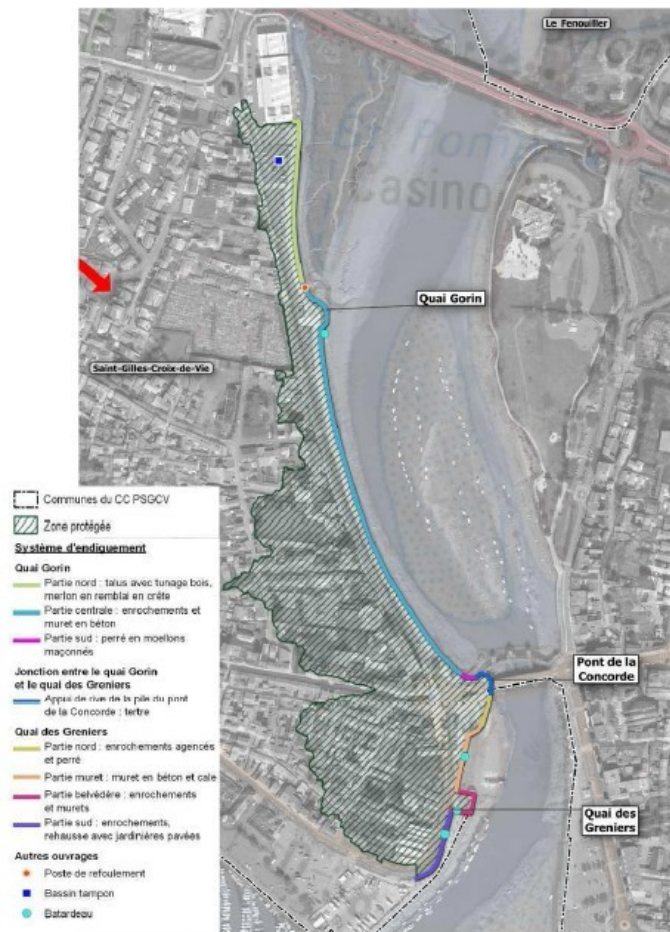 Le Fenouiller
Casino
Quai Gorin
Saint-Gilles-Croix-de-Vie
Communes du CC PSGCV
Zone protégée
Système d'endiguement
Quai Gorin
Partie nord : talus avec tunage bois,
merlon en remblai en crête
Partie centrale : enrochements et
muret en béton
Partie sud : perré en moellons
maçonnés
Jonction entre le quai Gorin
et le quai des Greniers
Appui de rive de la pile du pont
de la Concorde : tertre
Quai des Greniers
Partie nord : enrochements agencés
et perré
Partie muret : muret en béton et cale
Partie belvédère : enrochements
et murets
Partie sud : enrochements,
rehausse avec jardinières pavées
Autres ouvrages
Poste de refoulement
Bassin tampon
Batardeau
Pont de la
Concorde
Quai des
Greniers